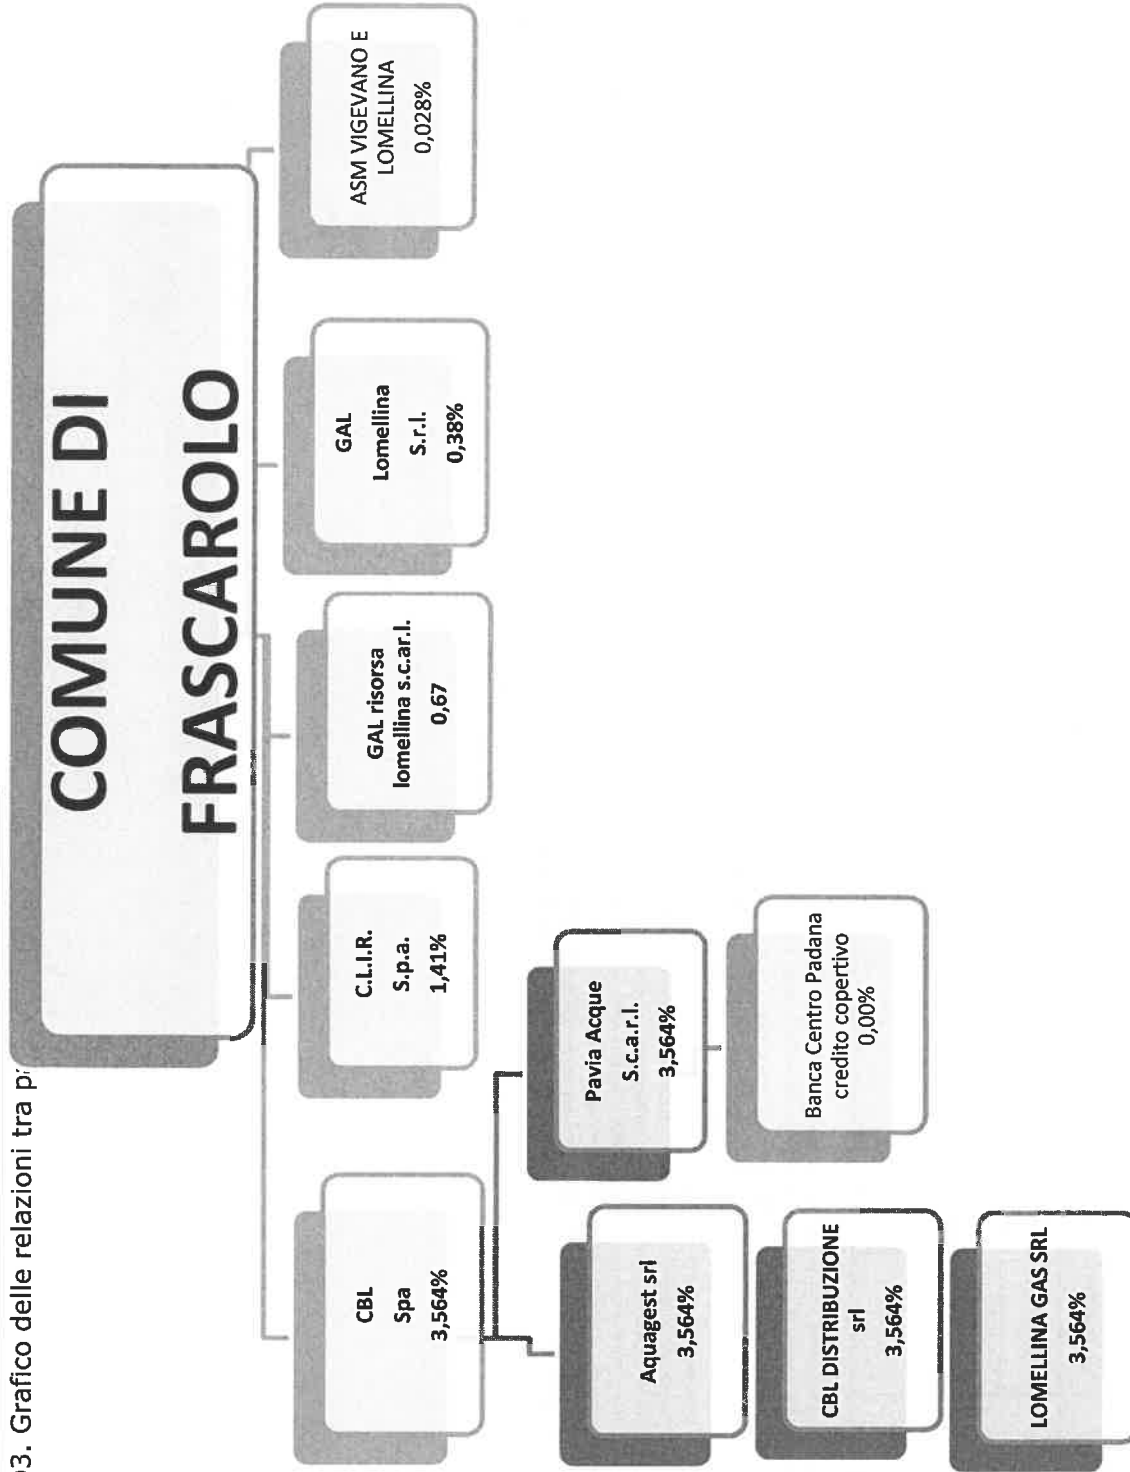 03. Grafico delle relazioni tra
COMUNE DI
FRASCAROLO
CBL
Spa
3,564%
C.L.I.R.
S.p.a.
1,41%
GAL risorsa
lomellina s.c.ar.l.
0,67
GAL
Lomellina
S.r.l.
0,38%
ASM VIGEVANO E
LOMELLINA
0,028%
Aquagest srl
3,564%
Pavia Acque
S.c.a.r.l.
3,564%
CBL DISTRIBUZIONE
srl
3,564%
Banca Centro Padana
credito copertivo
0,00%
LOMELLINA GAS SRL
3,564%